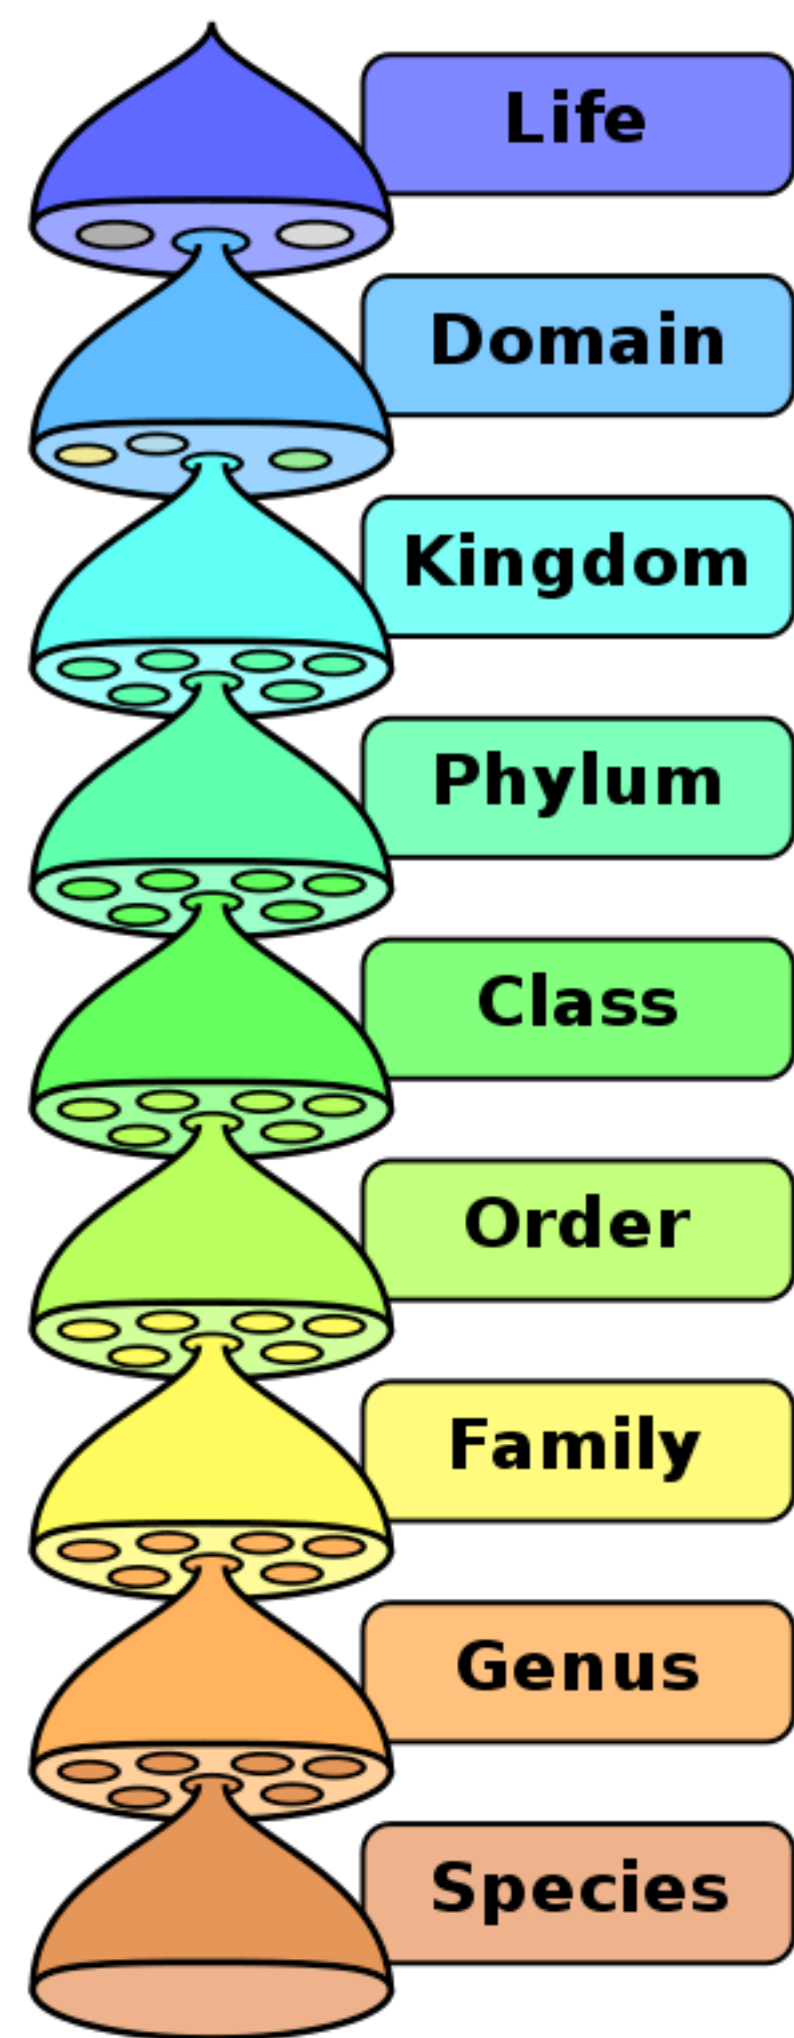 Life
Domain
Kingdom
Phylum
Class
Order
Family
Genus
Species